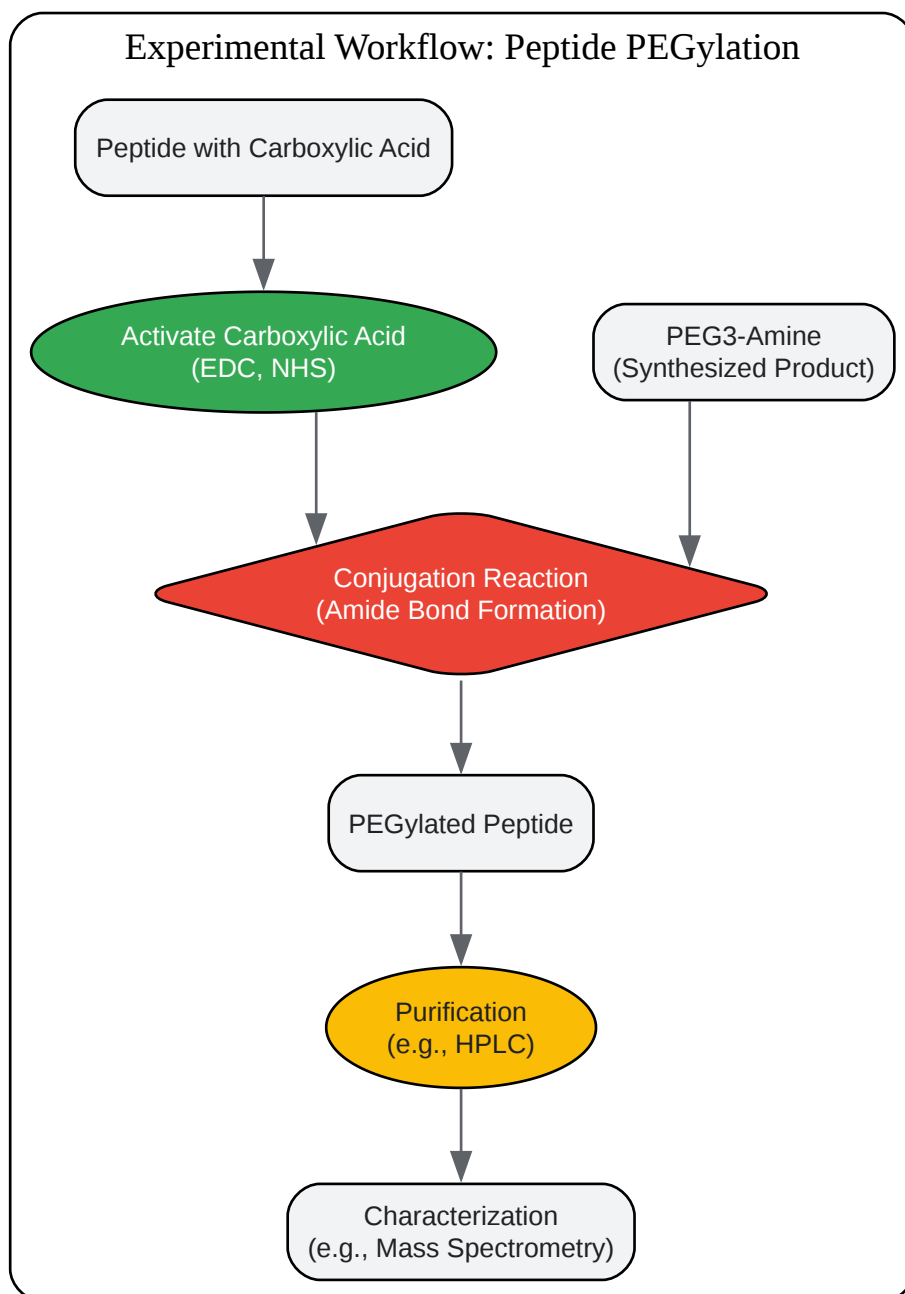 Experimental Workflow: Peptide PEGylation
Peptide with Carboxylic Acid
Activate Carboxylic Acid
(EDC, NHS)
PEG3-Amine
(Synthesized Product)
Conjugation Reaction
(Amide Bond Formation)
PEGylated Peptide
Purification
(e.g., HPLC)
Characterization
(e.g., Mass Spectrometry)